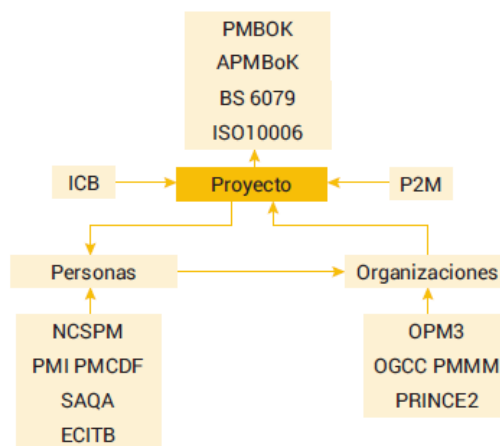 PMBOK
APMBoK
BS 6079
ISO10006
ICB
Proyecto
P2M
Personas
Organizaciones
NCSPM
PMI PMCDF
SAQA
ECITB
OPM3
OGCC PMMM
PRINCE2